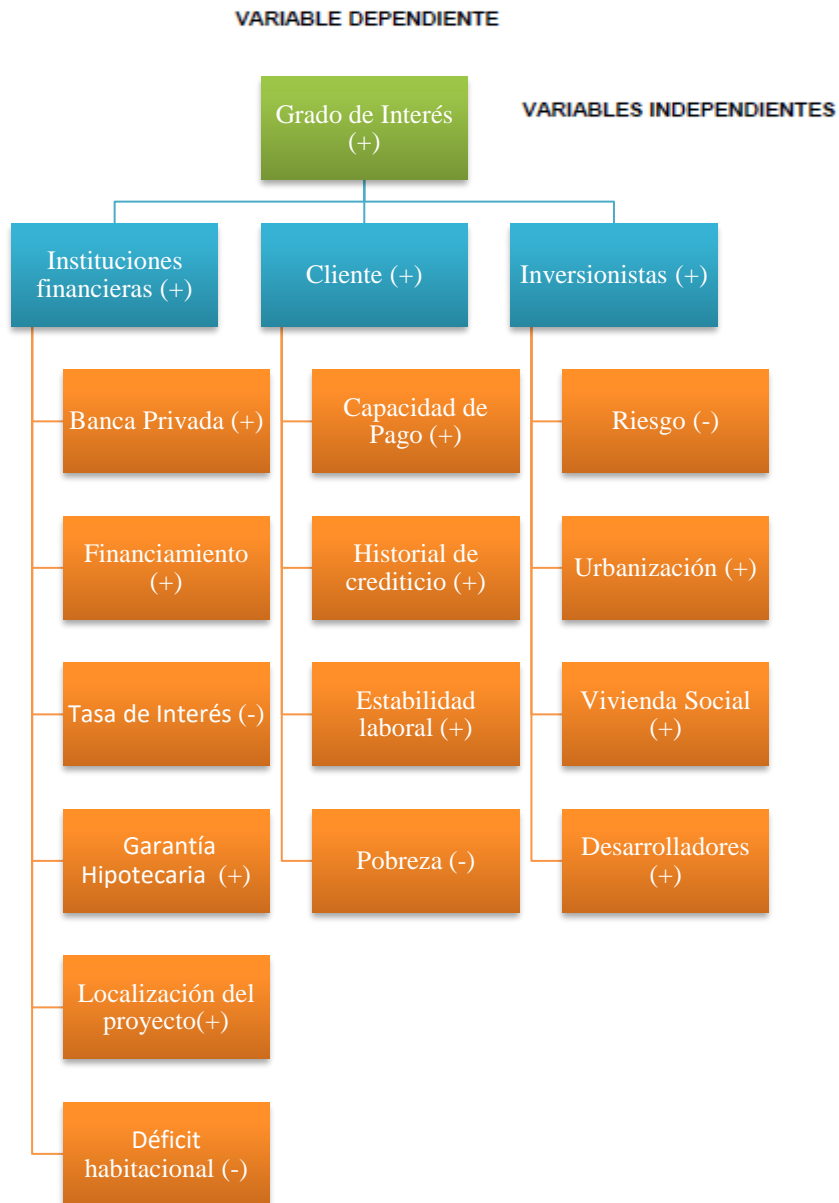 VARIABLE DEPENDIENTE
Grado de Interés
(+)
VARIABLES INDEPENDIENTES
Instituciones
financieras (+)
Cliente (+)
Inversionistas (+)
Banca Privada (+)
Financiamiento
(+)
Tasa de Interés (-)
Garantía
Hipotecaria (+)
Localización del
proyecto(+)
Déficit
habitacional (-)
Capacidad de
Pago (+)
Historial de
crediticio (+)
Estabilidad
laboral (+)
Pobreza (-)
Riesgo (-)
Urbanización (+)
Vivienda Social
(+)
Desarrolladores
(+)